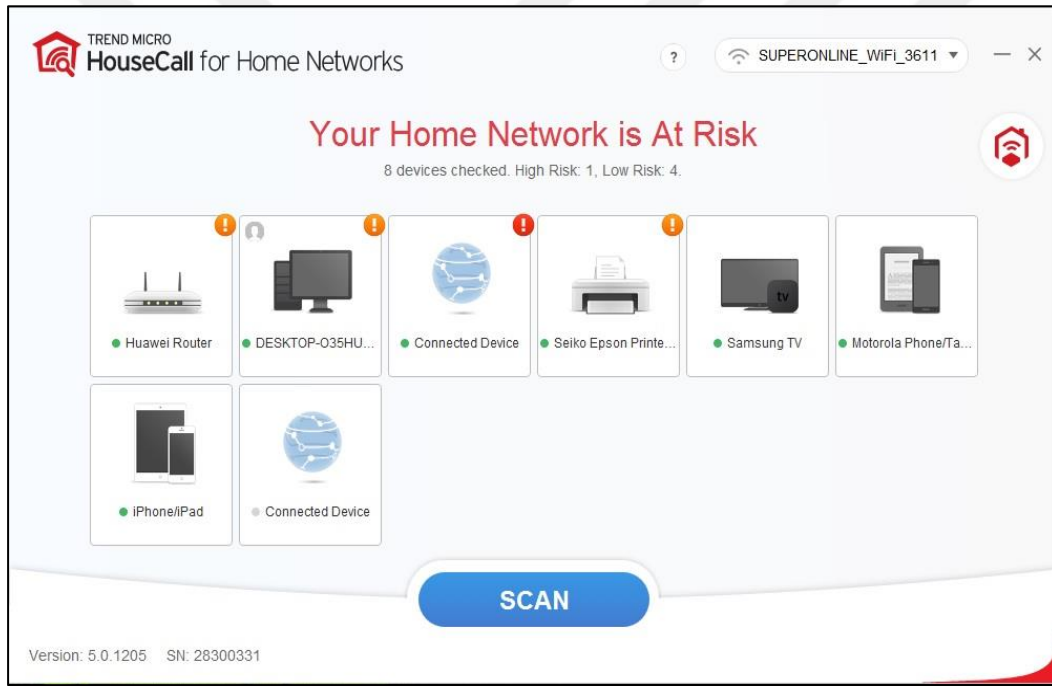 TREND MICRO
HouseCall for Home Networks
?
SUPERONLINE_WiFi_3611
Your Home Network is At Risk
8 devices checked. High Risk: 1, Low Risk: 4.
Huawei Router
DESKTOP-O35HU...
Connected Device
Seiko Epson Printe...
tv
Samsung TV
Motorola Phone/Ta...
iPhone/iPad
Connected Device
SCAN
Version: 5.0.1205 SN: 28300331